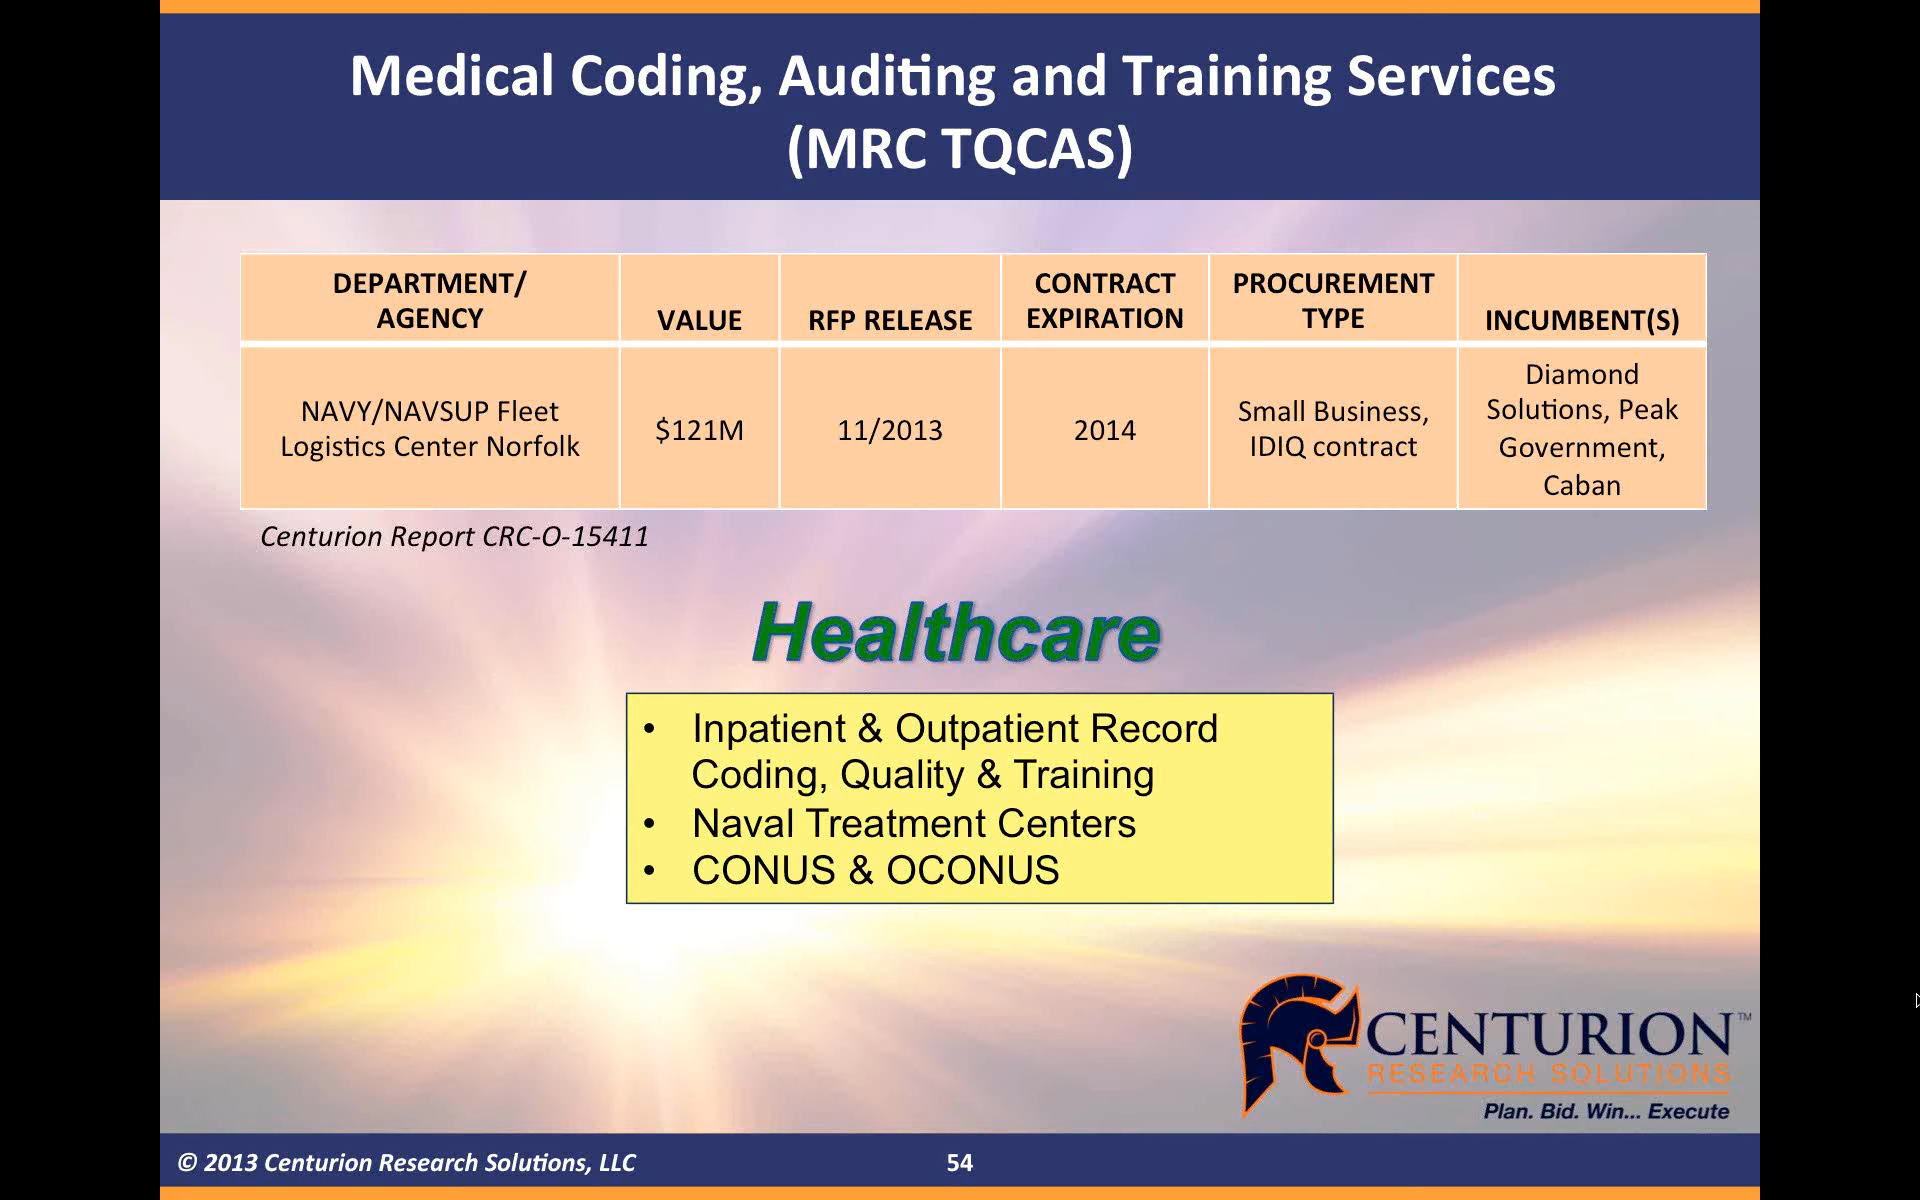 Medical Coding, Auditing and Training Services
(MRC TQCAS)
DEPARTMENT/
AGENCY
VALUE
RFP RELEASE
CONTRACT
EXPIRATION
PROCUREMENT
TYPE
INCUMBENT(S)
NAVY/NAVSUP Fleet
Logistics Center Norfolk
$121M
11/2013
2014
Small Business,
IDIQ contract
Diamond
Solutions, Peak
Government,
Caban
Centurion Report CRC-O-15411
Healthcare
• Inpatient & Outpatient Record
Coding, Quality & Training
• Naval Treatment Centers
• CONUS & OCONUS
CENTURION™
RESEARCH SOLUTIONS
Plan. Bid. Win... Execute
© 2013 Centurion Research Solutions, LLC
54